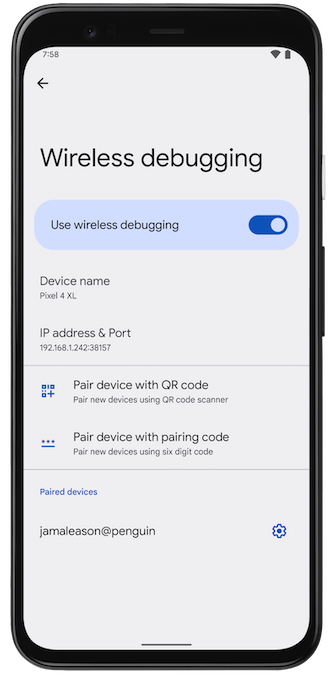 7:58
Wireless debugging
Use wireless debugging
Device name
Pixel 4 XL
IP address & Port
192.168.1.242:38157
Pair device with QR code
Pair new devices using QR code scanner
Pair device with pairing code
Pair new devices using six digit code
Paired devices
jamaleason@penguin